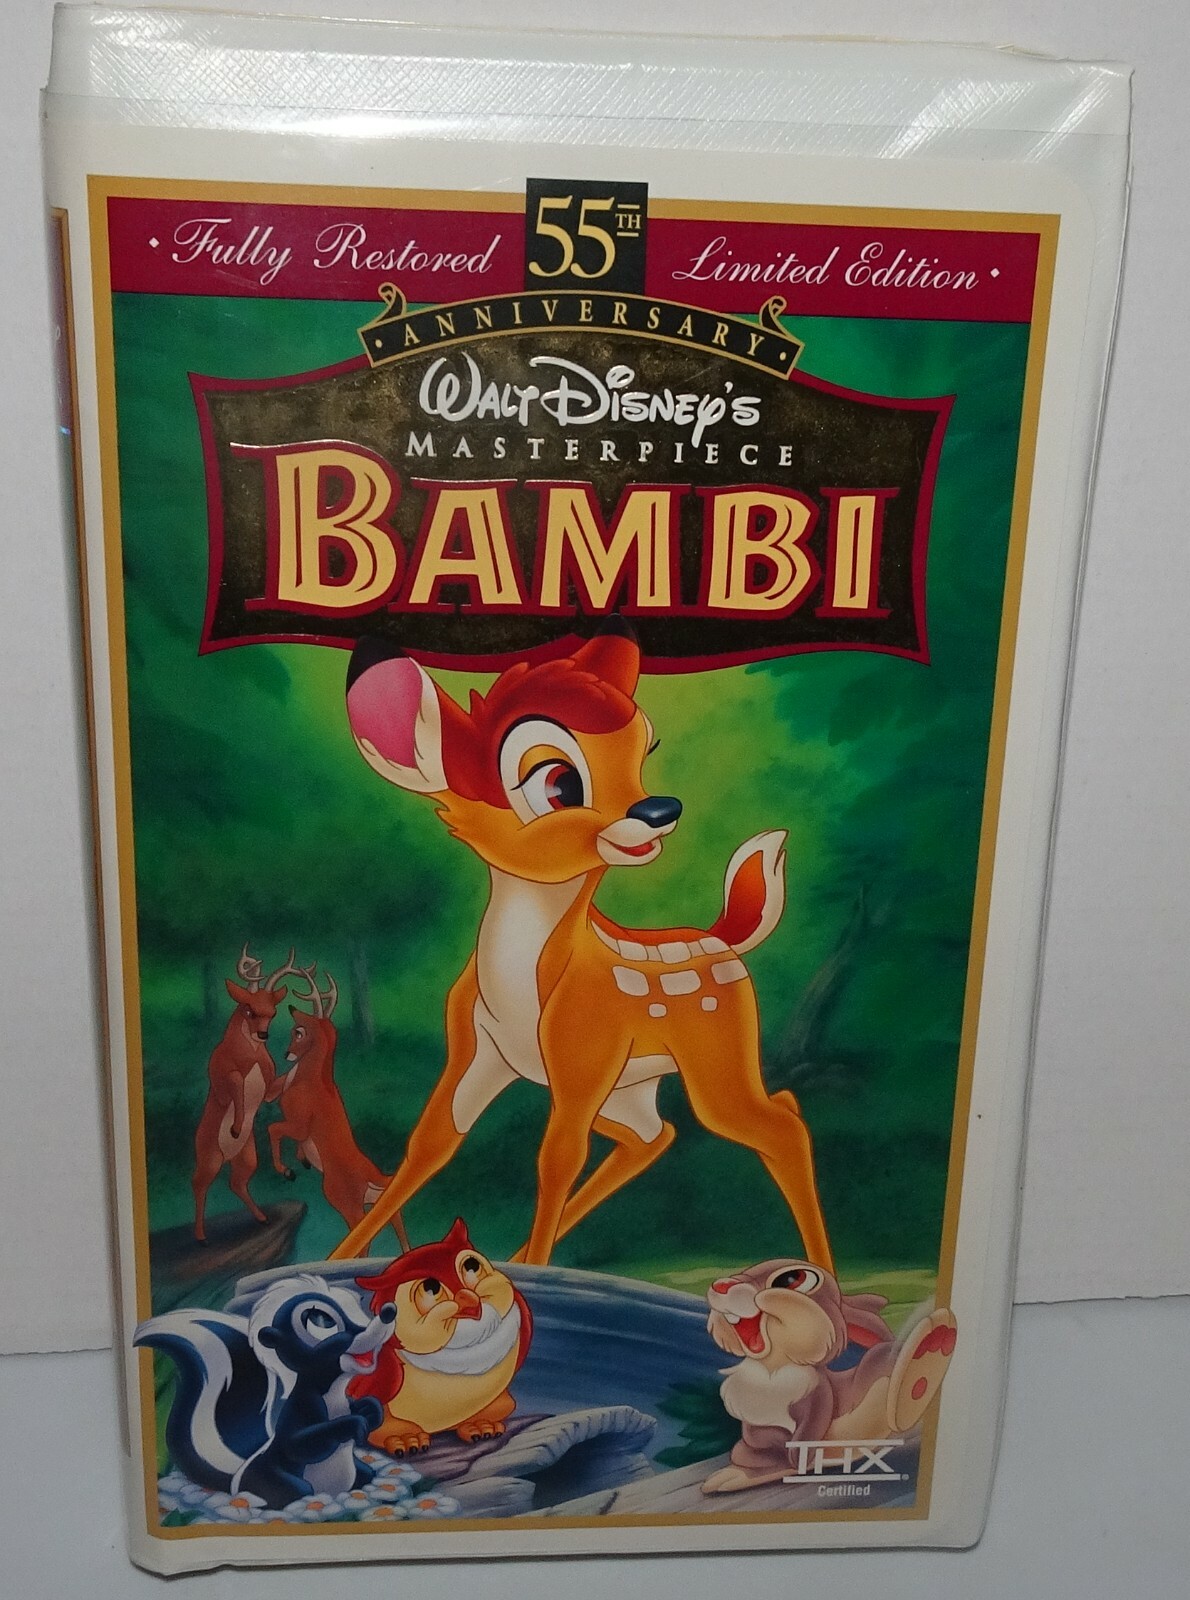 55TH
• Fully Restored Limited Edition •
• ANNIVERSARY •
WALT DISNEY'S
MASTERPIECE
BAMBI
THX
Certified